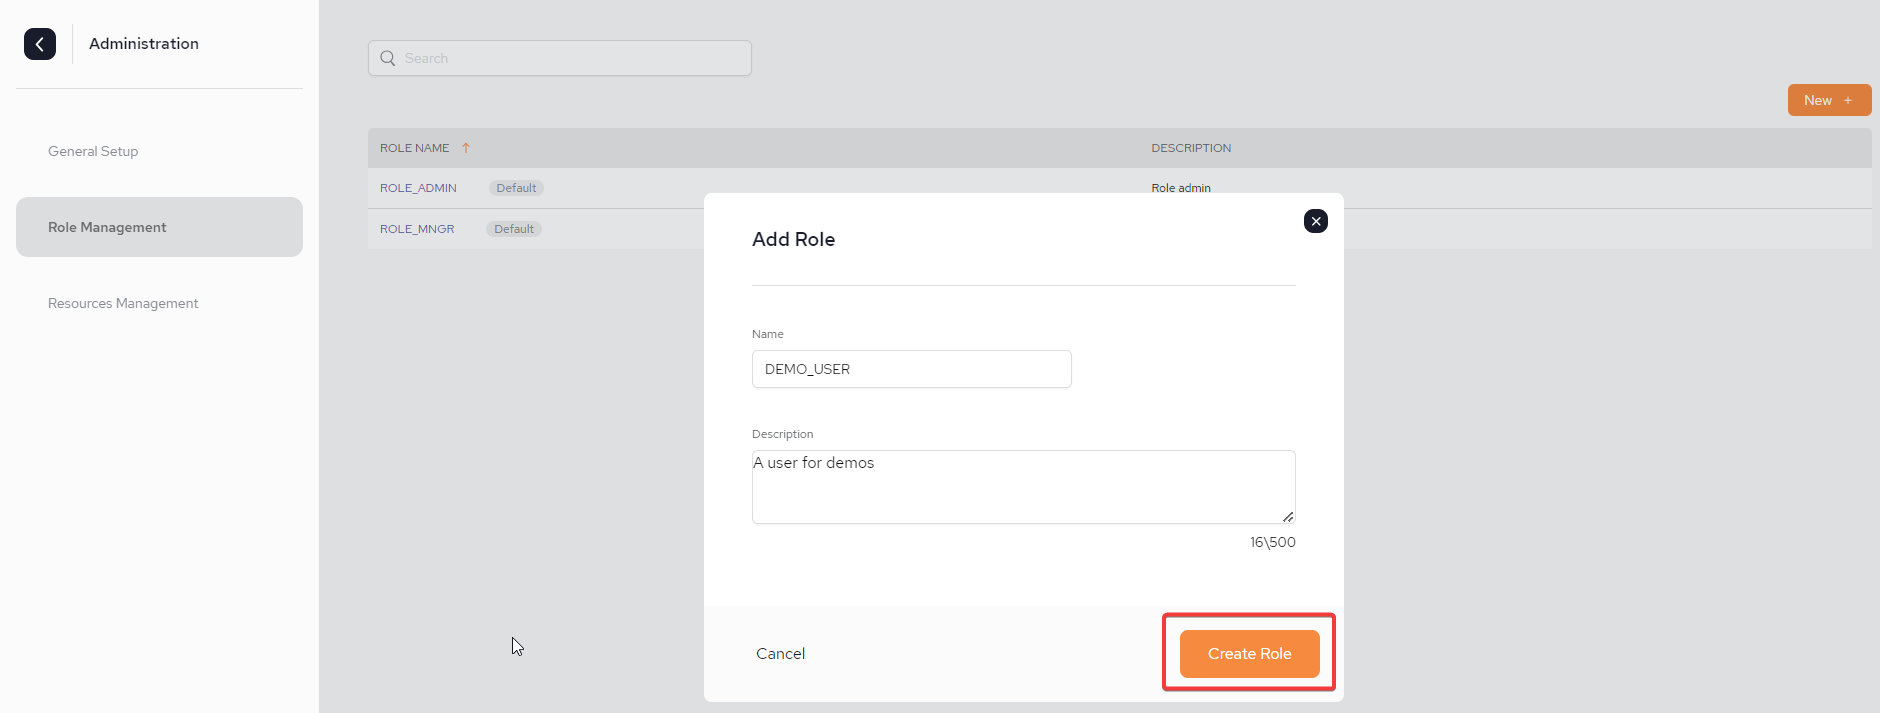 Administration
General Setup
Role Management
Resources Management
Search
New +
ROLE NAME DESCRIPTION
ROLE_ADMIN Default Role admin
ROLE_MNGR Default
Add Role
Name
DEMO_USER
Description
A user for demos
16\500
Cancel Create Role